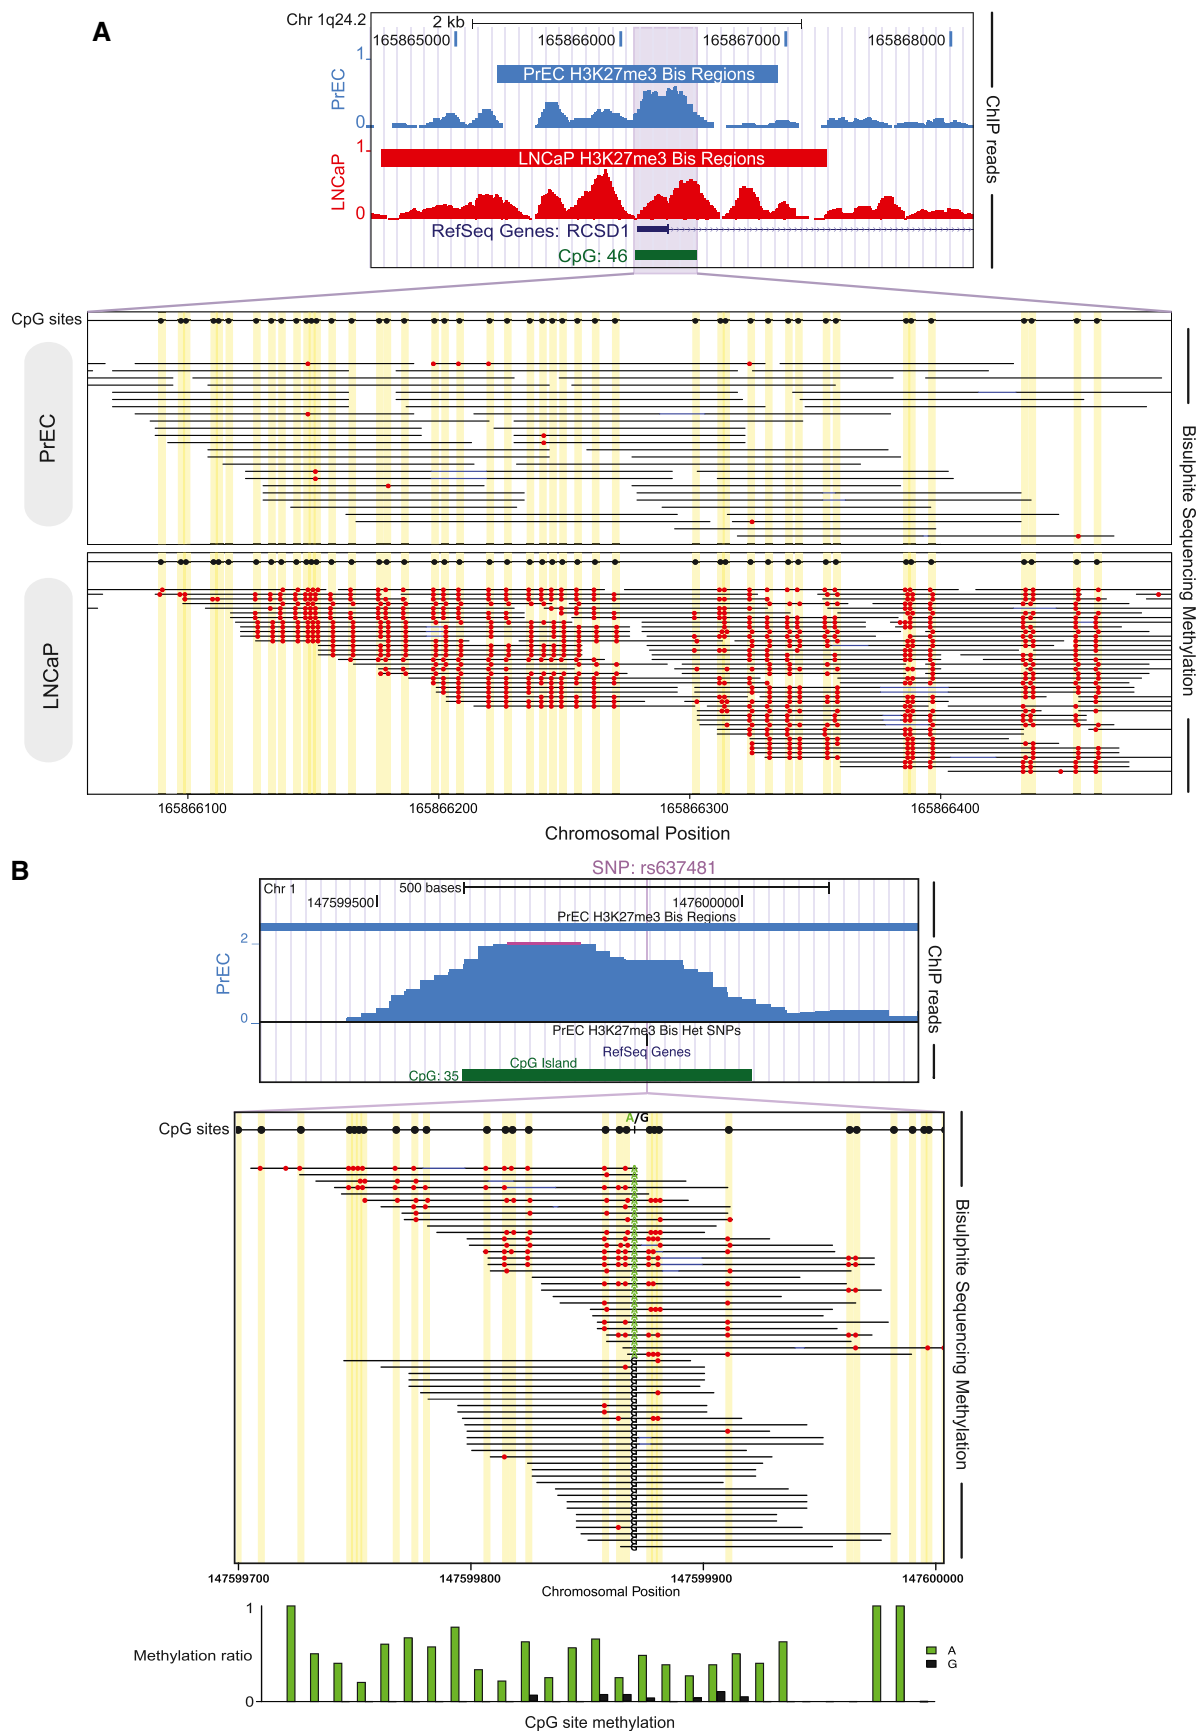 A
Chr 1q24.2
2 kb
165865000
165866000
165867000
165868000
1
PrEC H3K27me3 Bis Regions
PrEC
0
1
LNCaP H3K27me3 Bis Regions
LNCaP
0
RefSeq Genes: RCSD1
CpG: 46
ChIP reads
CpG sites
PrEC
LNCaP
Bisulphite Sequencing Methylation
165866100
165866200
165866300
165866400
Chromosomal Position
B
SNP: rs637481
Chr 1
500 bases
147599500
147600000
PrEC H3K27me3 Bis Regions
2
PrEC
0
PrEC H3K27me3 Bis Het SNPs
RefSeq Genes
CpG Island
CpG: 35
ChIP reads
A/G
CpG sites
Bisulphite Sequencing Methylation
147599700
147599800
147599900
147600000
Chromosomal Position
1
Methylation ratio
0
A
G
CpG site methylation